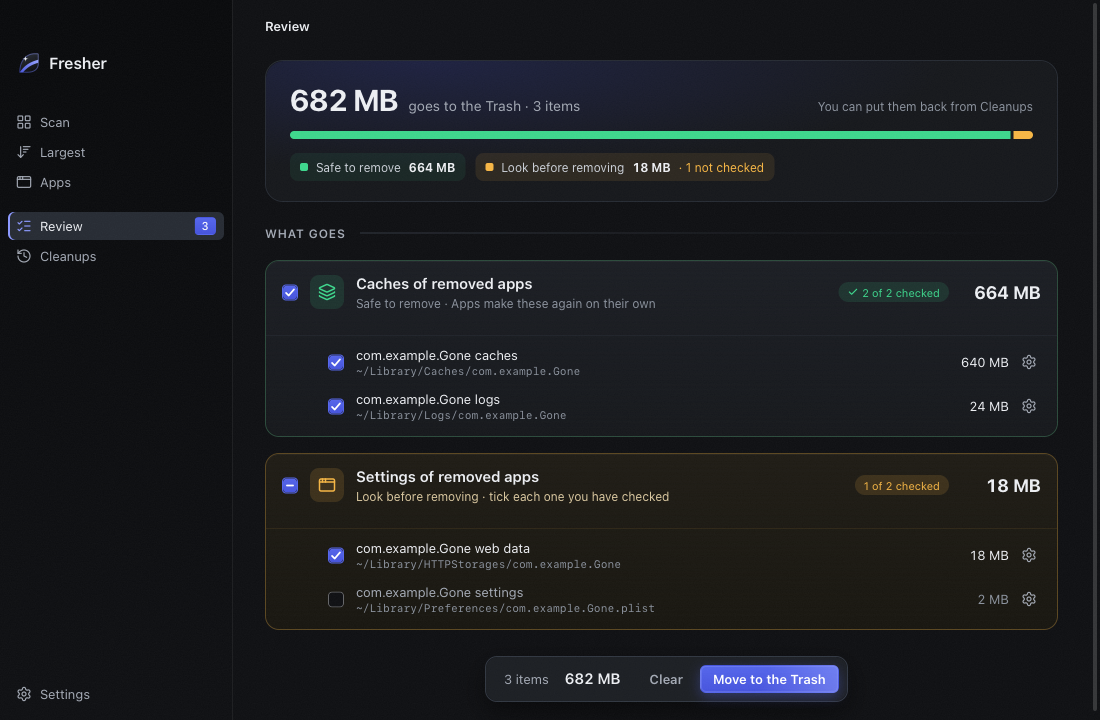 Review
Fresher
Scan
Largest
Apps
Review 3
Cleanups
Settings
682 MB goes to the Trash · 3 items
You can put them back from Cleanups
Safe to remove 664 MB
Look before removing 18 MB · 1 not checked
WHAT GOES
Caches of removed apps
Safe to remove · Apps make these again on their own
2 of 2 checked
664 MB
com.example.Gone caches
~/Library/Caches/com.example.Gone
640 MB
com.example.Gone logs
~/Library/Logs/com.example.Gone
24 MB
Settings of removed apps
Look before removing · tick each one you have checked
1 of 2 checked
18 MB
com.example.Gone web data
~/Library/HTTPStorages/com.example.Gone
18 MB
com.example.Gone settings
~/Library/Preferences/com.example.Gone.plist
2 MB
3 items 682 MB Clear Move to the Trash